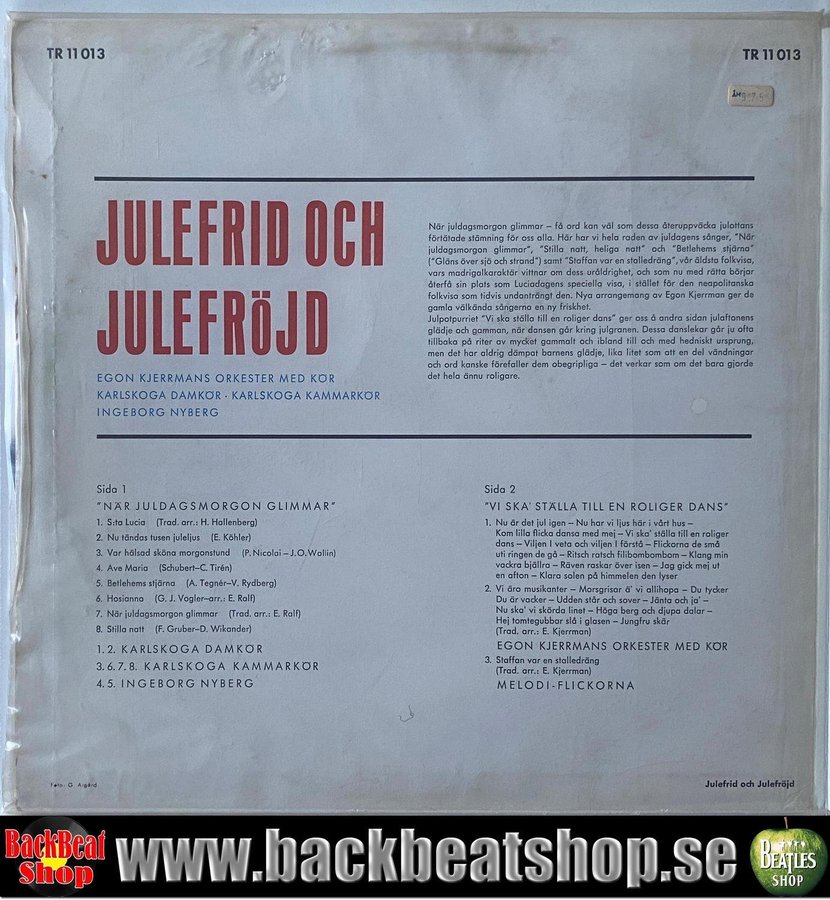 TR 11 013
TR 11 013
JULEFRID OCH
JULEFRÖJD
EGON KJERRMANS ORKESTER MED KÖR
KARLSKOGA DAMKÖR · KARLSKOGA KAMMARKÖR
INGEBORG NYBERG
När juldagsmorgon glimmar – få ord kan väl som dessa återuppväcka julottans
förtätade stämning för oss alla. Här har vi hela raden av juldagens sånger, "När
juldagsmorgon glimmar", "Stilla natt, heliga natt" och "Betlehems stjärna"
("Gläns över sjö och strand") samt "Staffan var en stalledräng", vår äldsta folkvisa,
vars madrigalkaraktär vittnar om dess uråldrighet, och som nu med rätta börjar
återfå sin plats som Luciadagens speciella visa, i stället för den neapolitanska
folkvisa som tidvis undanträngt den. Nya arrangemang av Egon Kjerrman ger de
gamla välkända sångerna en ny friskhet.
Julpotpurriet "Vi ska ställa till en roliger dans" ger oss å andra sidan julaftonens
glädje och gamman, när dansen går kring julgranen. Dessa danslekar går ju ofta
tillbaka på riter av mycket gammalt och ibland till och med hedniskt ursprung,
men det har aldrig dämpat barnens glädje, lika litet som att en del vändningar
och ord kanske förefaller dem obegripliga – det verkar som om det bara gjorde
det hela ännu roligare.
Sida 1
"NÄR JULDAGSMORGON GLIMMAR"
1. S:ta Lucia (Trad. arr.: H. Hallenberg)
2. Nu tändas tusen juleljus (E. Köhler)
3. Var hälsad sköna morgonstund (P. Nicolai – J.O. Wallin)
4. Ave Maria (Schubert–C. Tirén)
5. Betlehems stjärna (A. Tegnér–V. Rydberg)
6. Hosianna (G. J. Vogler–arr.: E. Ralf)
7. När juldagsmorgon glimmar (Trad. arr.: E. Ralf)
8. Stilla natt (F. Gruber–D. Wikander)
1. 2. KARLSKOGA DAMKÖR
3. 6. 7. 8. KARLSKOGA KAMMARKÖR
4. 5. INGEBORG NYBERG
Sida 2
"VI SKA' STÄLLA TILL EN ROLIGER DANS"
1. Nu är det jul igen – Nu har vi ljus här i vårt hus –
Kom lilla flicka dansa med mej – Vi ska' ställa till en roliger
dans – Viljen I veta och viljen I förstå – Flickorna de små
uti ringen de gå – Ritsch ratsch filibombombom – Klang min
vackra bjällra – Räven raskar över isen – Jag gick mej ut
en afton – Klara solen på himmelen den lyser
2. Vi ära musikanter – Morsgrisar ä' vi allihopa – Du tycker
Du är vacker – Udden står och sover – Jänta och ja' –
Nu ska' vi skörda linet – Höga berg och djupa dalar –
Hej tomtegubbar slå i glasen – Jungfru skär
(Trad. arr.: E. Kjerrman)
EGON KJERRMANS ORKESTER MED KÖR
3. Staffan var en stalledräng
(Trad. arr.: E. Kjerrman)
MELODI-FLICKORNA
Foto: G.
Julefrid och Julefröjd
BackBeat
Shop
www.backbeatshop.se
BEATLES
SHOP